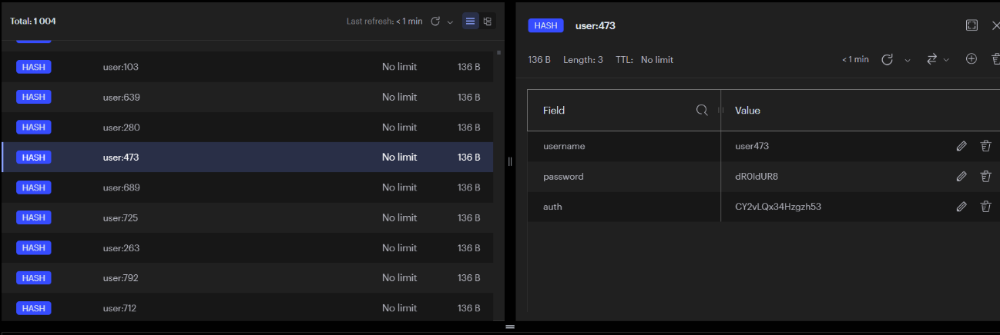 Total: 1 004
Last refresh: < 1 min
HASH user:103 No limit 136 B
HASH user:639 No limit 136 B
HASH user:280 No limit 136 B
HASH user:473 No limit 136 B
HASH user:689 No limit 136 B
HASH user:725 No limit 136 B
HASH user:263 No limit 136 B
HASH user:792 No limit 136 B
HASH user:712 No limit 136 B
HASH user:473
136 B Length: 3 TTL: No limit < 1 min
Field Value
username user473
password dR0ldUR8
auth CY2vLQx34Hzgzh53